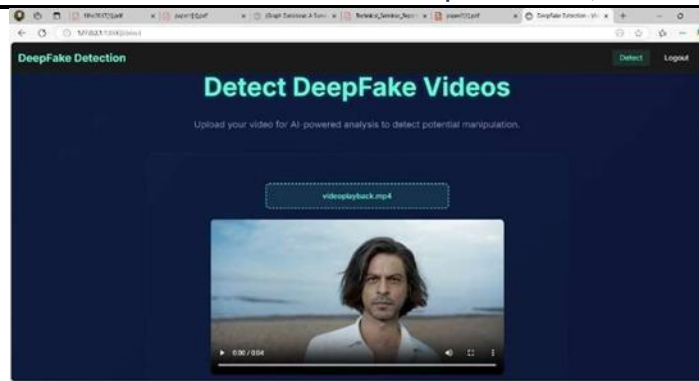 DeepFake Detection
Detect
Logout
Detect DeepFake Videos
Upload your video for AI-powered analysis to detect potential manipulation.
videoplayback.mp4
0:00 / 0:04